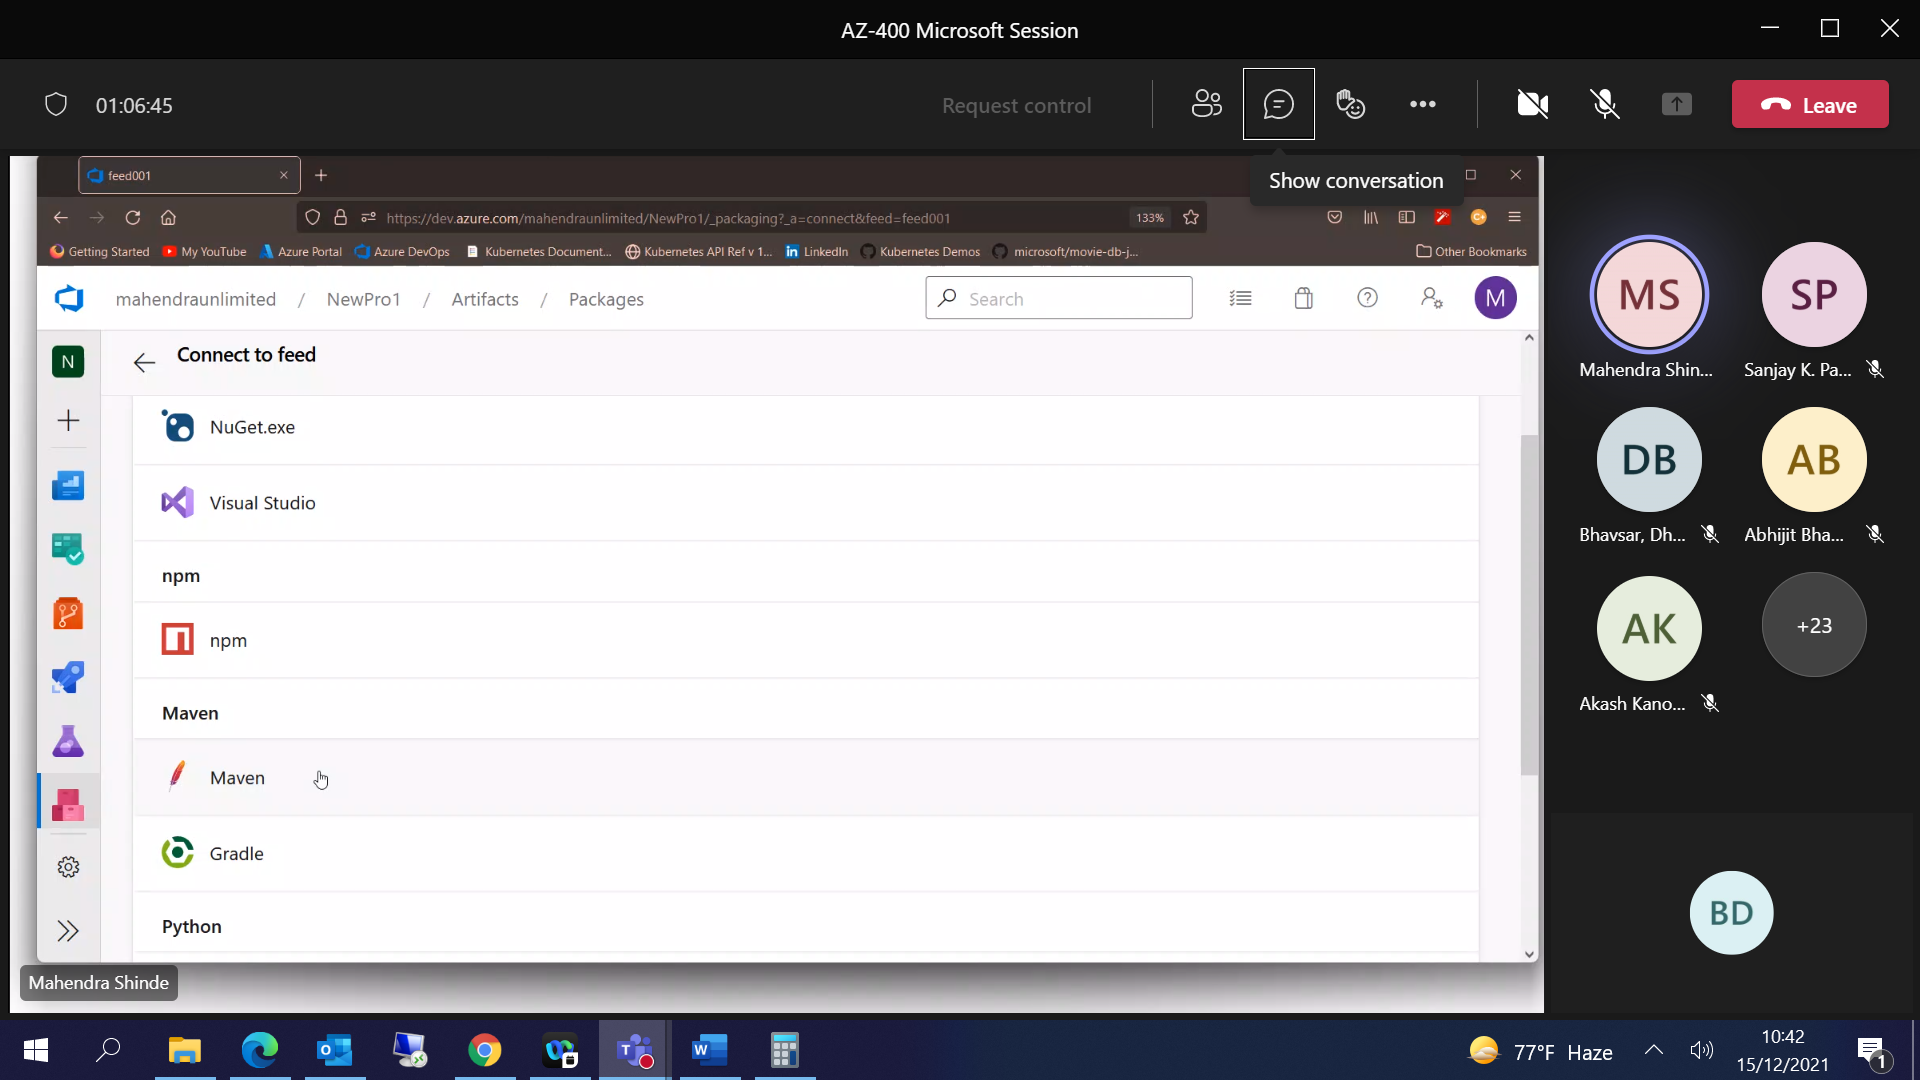 AZ-400 Microsoft Session
01:06:45
Request control
Leave
Show conversation
feed001
https://dev.azure.com/mahendraunlimited/NewPro1/_packaging?_a=connect&feed=feed001
133%
Getting Started
My YouTube
Azure Portal
Azure DevOps
Kubernetes Document...
Kubernetes API Ref v 1...
LinkedIn
Kubernetes Demos
microsoft/movie-db-j...
Other Bookmarks
mahendraunlimited / NewPro1 / Artifacts / Packages
Search
M
N
Connect to feed
NuGet.exe
Visual Studio
npm
npm
Maven
Maven
Gradle
Python
Mahendra Shinde
MS
SP
Mahendra Shin...
Sanjay K. Pa...
DB
AB
Bhavsar, Dh...
Abhijit Bha...
AK
+23
Akash Kano...
BD
77°F Haze
10:42
15/12/2021
1